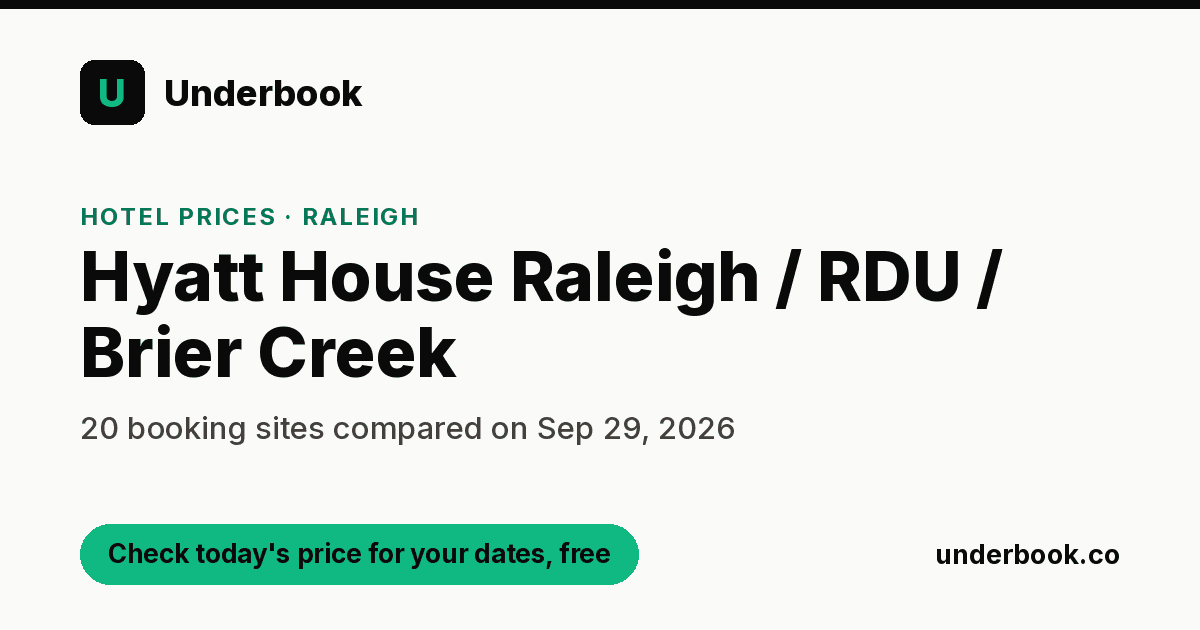 U
Underbook
HOTEL PRICES · RALEIGH
Hyatt House Raleigh / RDU /
Brier Creek
20 booking sites compared on Sep 29, 2026
Check today's price for your dates, free
underbook.co